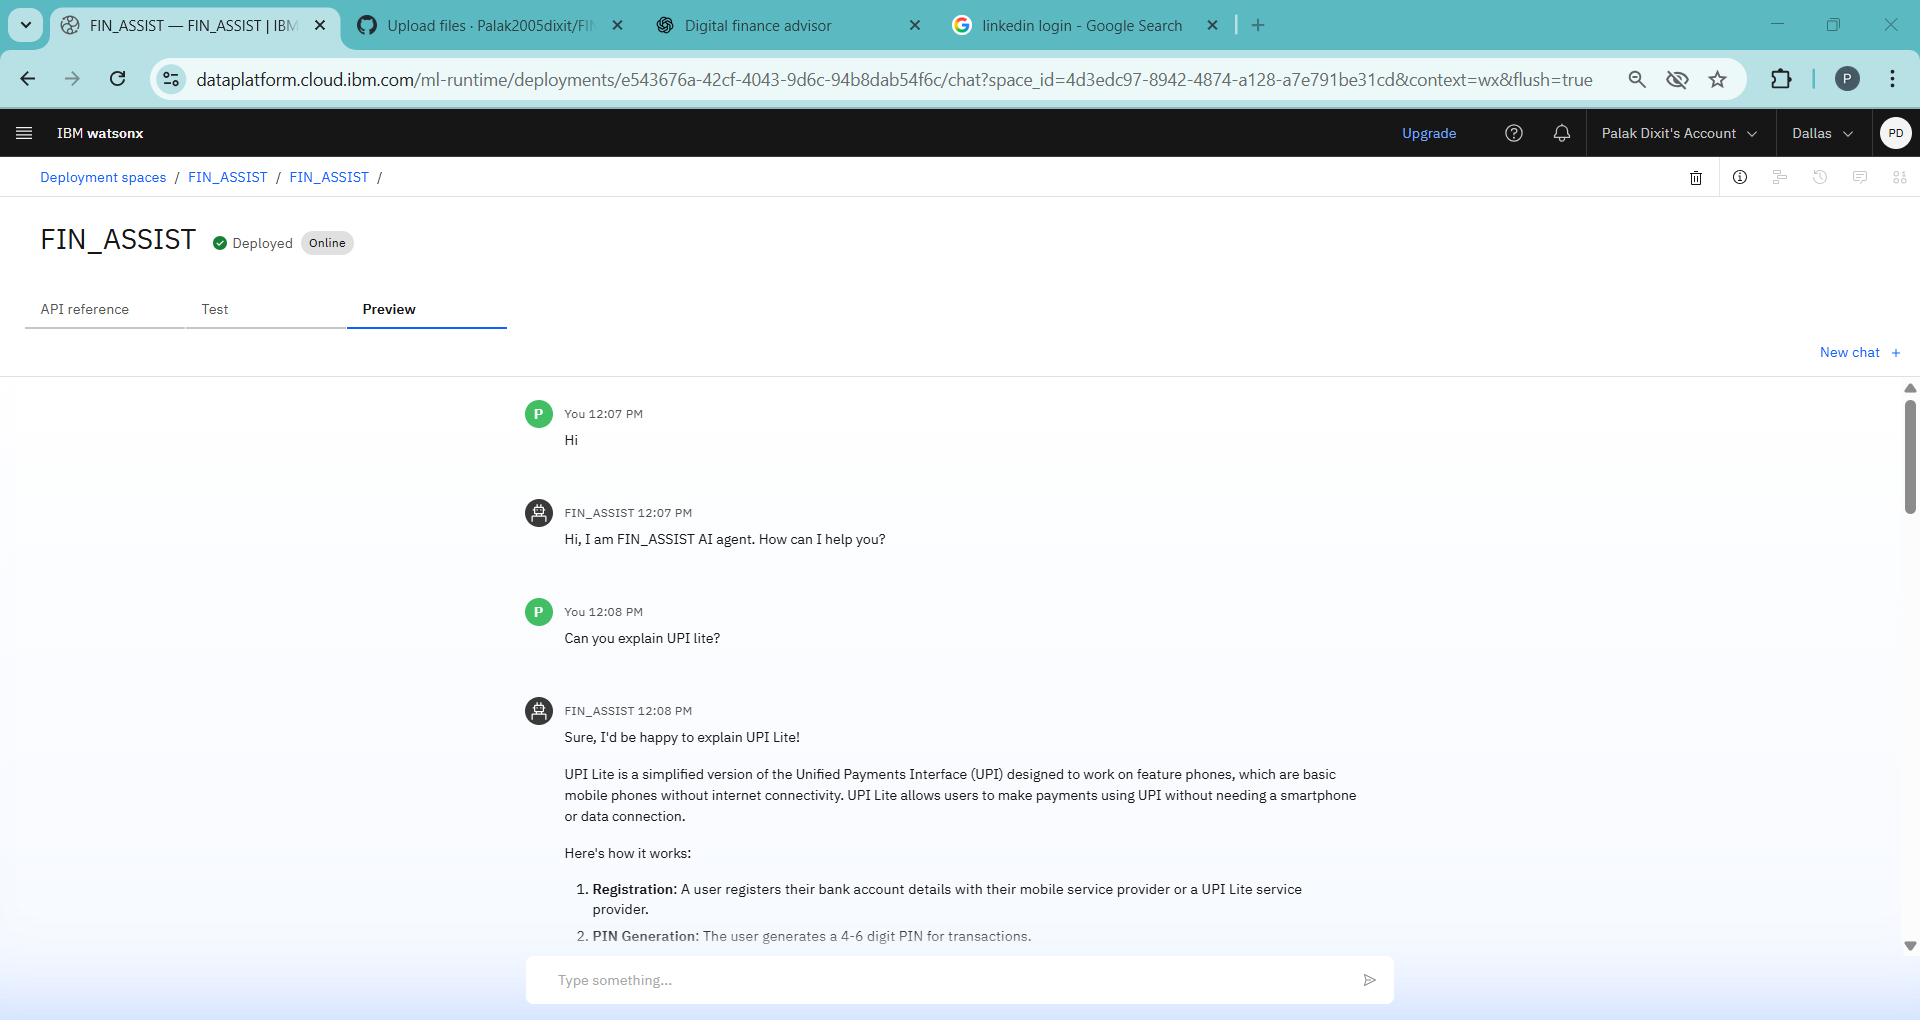 FIN_ASSIST — FIN_ASSIST | IBM
Upload files · Palak2005dixit/FIN
Digital finance advisor
linkedin login - Google Search
dataplatform.cloud.ibm.com/ml-runtime/deployments/e543676a-42cf-4043-9d6c-94b8dab54f6c/chat?space_id=4d3edc97-8942-4874-a128-a7e791be31cd&context=wx&flush=true
P
IBM watsonx
Upgrade
Palak Dixit's Account
Dallas
PD
Deployment spaces / FIN_ASSIST / FIN_ASSIST /
FIN_ASSIST
Deployed
Online
API reference
Test
Preview
New chat +
P
You 12:07 PM
Hi
FIN_ASSIST 12:07 PM
Hi, I am FIN_ASSIST AI agent. How can I help you?
P
You 12:08 PM
Can you explain UPI lite?
FIN_ASSIST 12:08 PM
Sure, I'd be happy to explain UPI Lite!
UPI Lite is a simplified version of the Unified Payments Interface (UPI) designed to work on feature phones, which are basic
mobile phones without internet connectivity. UPI Lite allows users to make payments using UPI without needing a smartphone
or data connection.
Here's how it works:
1. Registration: A user registers their bank account details with their mobile service provider or a UPI Lite service
provider.
2. PIN Generation: The user generates a 4-6 digit PIN for transactions.
Type something...